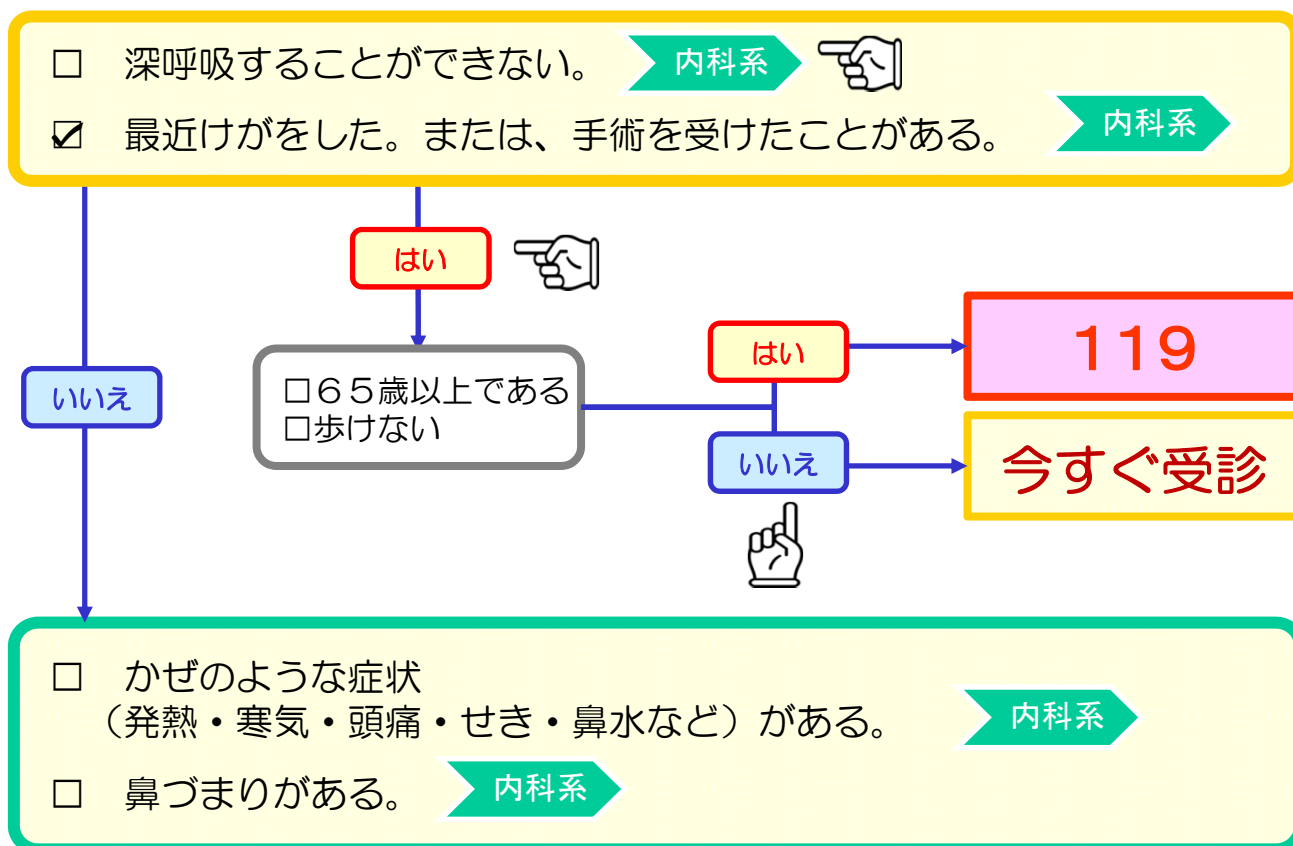 □ 深呼吸することができない。 内科系
☑ 最近けがをした。または、手術を受けたことがある。 内科系
はい
はい
119
□65歳以上である
□歩けない
いいえ
いいえ
今すぐ受診
□ かぜのような症状
(発熱・寒気・頭痛・せき・鼻水など)がある。 内科系
□ 鼻づまりがある。 内科系